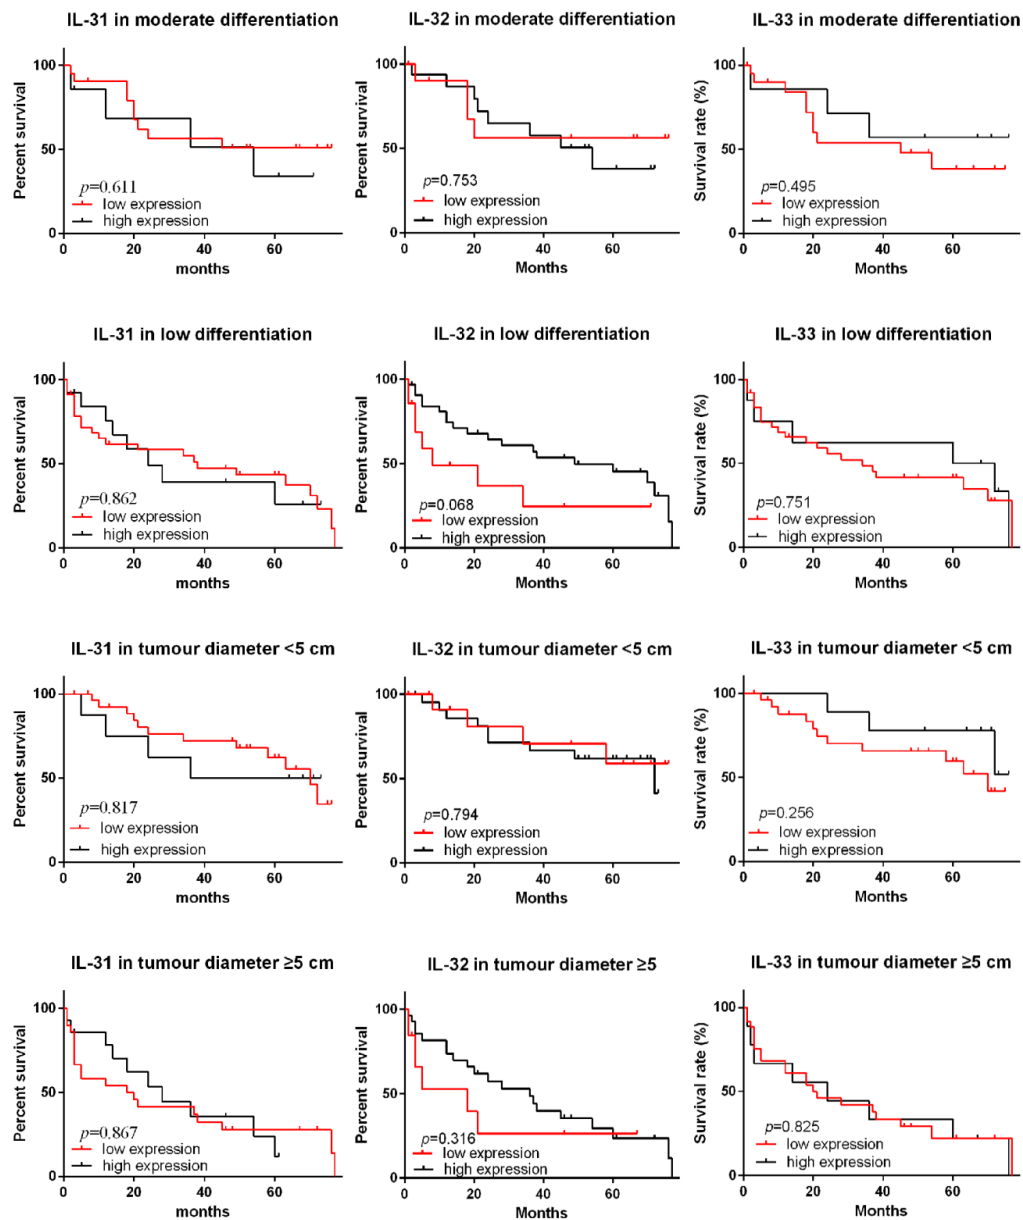 IL-31 in moderate differentiation
Percent survival
100
50
0
p=0.611
low expression
high expression
0 20 40 60
months
IL-32 in moderate differentiation
Percent survival
100
50
0
p=0.753
low expression
high expression
0 20 40 60
Months
IL-33 in moderate differentiation
Survival rate (%)
100
50
0
p=0.495
low expression
high expression
0 20 40 60
Months
IL-31 in low differentiation
Percent survival
100
50
0
p=0.862
low expression
high expression
0 20 40 60
months
IL-32 in low differentiation
Percent survival
100
50
0
p=0.068
low expression
high expression
0 20 40 60
Months
IL-33 in low differentiation
Survival rate (%)
100
50
0
p=0.751
low expression
high expression
0 20 40 60
Months
IL-31 in tumour diameter <5 cm
Percent survival
100
50
0
p=0.817
low expression
high expression
0 20 40 60
months
IL-32 in tumour diameter <5 cm
Percent survival
100
50
0
p=0.794
low expression
high expression
0 20 40 60
Months
IL-33 in tumour diameter <5 cm
Survival rate (%)
100
50
0
p=0.256
low expression
high expression
0 20 40 60
Months
IL-31 in tumour diameter ≥5 cm
Percent survival
100
50
0
p=0.867
low expression
high expression
0 20 40 60
months
IL-32 in tumour diameter ≥5
Percent survival
100
50
0
p=0.316
low expression
high expression
0 20 40 60
Months
IL-33 in tumour diameter ≥5 cm
Survival rate (%)
100
50
0
p=0.825
low expression
high expression
0 20 40 60
Months